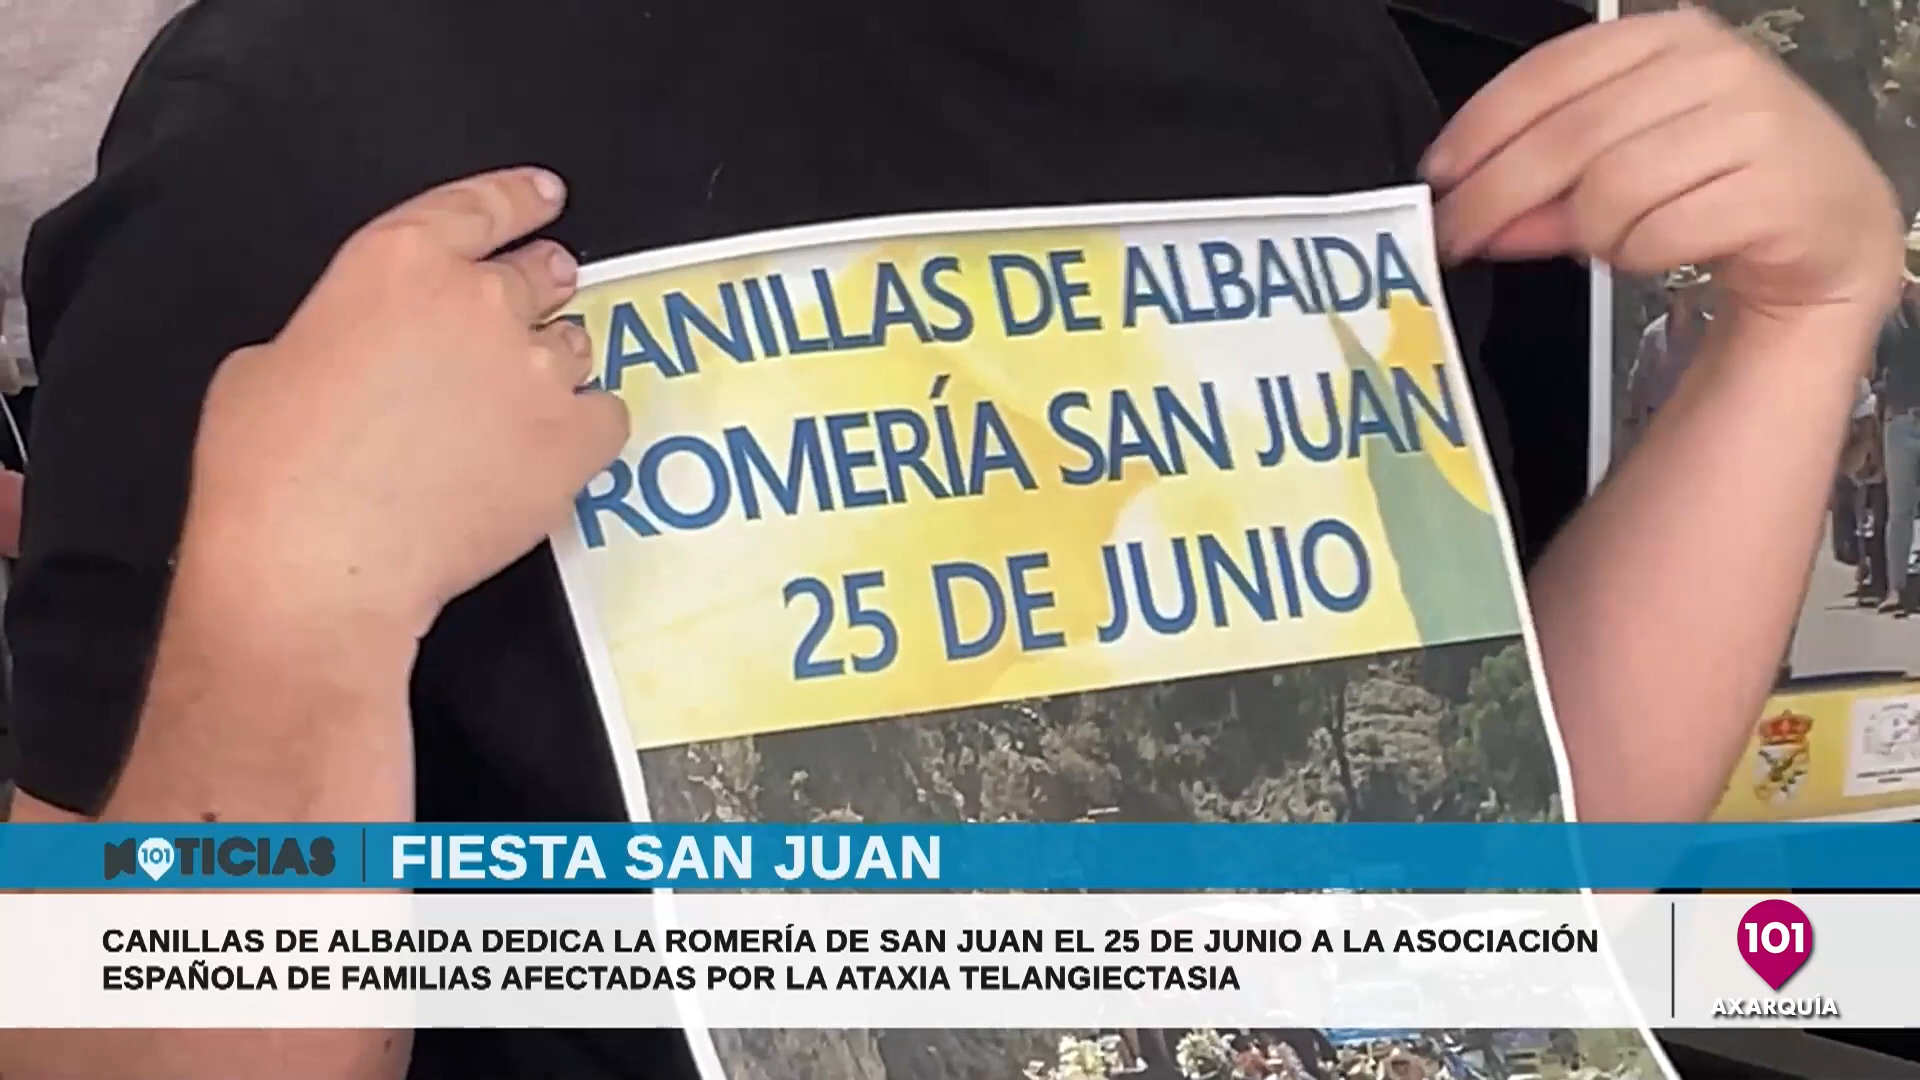 CANILLAS DE ALBAIDA
ROMERÍA SAN JUAN
25 DE JUNIO
NOTICIAS 101
FIESTA SAN JUAN
CANILLAS DE ALBAIDA DEDICA LA ROMERÍA DE SAN JUAN EL 25 DE JUNIO A LA ASOCIACIÓN
ESPAÑOLA DE FAMILIAS AFECTADAS POR LA ATAXIA TELANGIECTASIA
101
AXARQUÍA